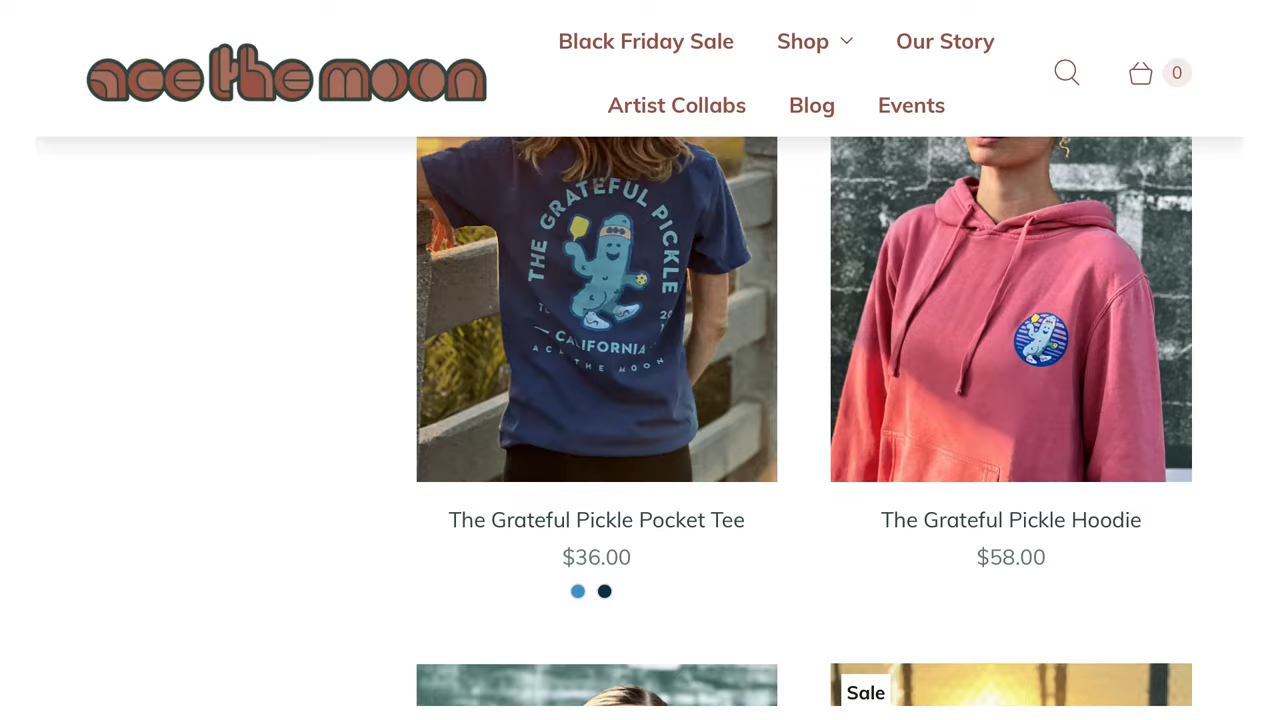 ace the moon
Black Friday Sale
Shop
Our Story
Artist Collabs
Blog
Events
0
THE GRATEFUL PICKLE
CALIFORNIA
ACE THE MOON
The Grateful Pickle Pocket Tee
$36.00
The Grateful Pickle Hoodie
$58.00
Sale